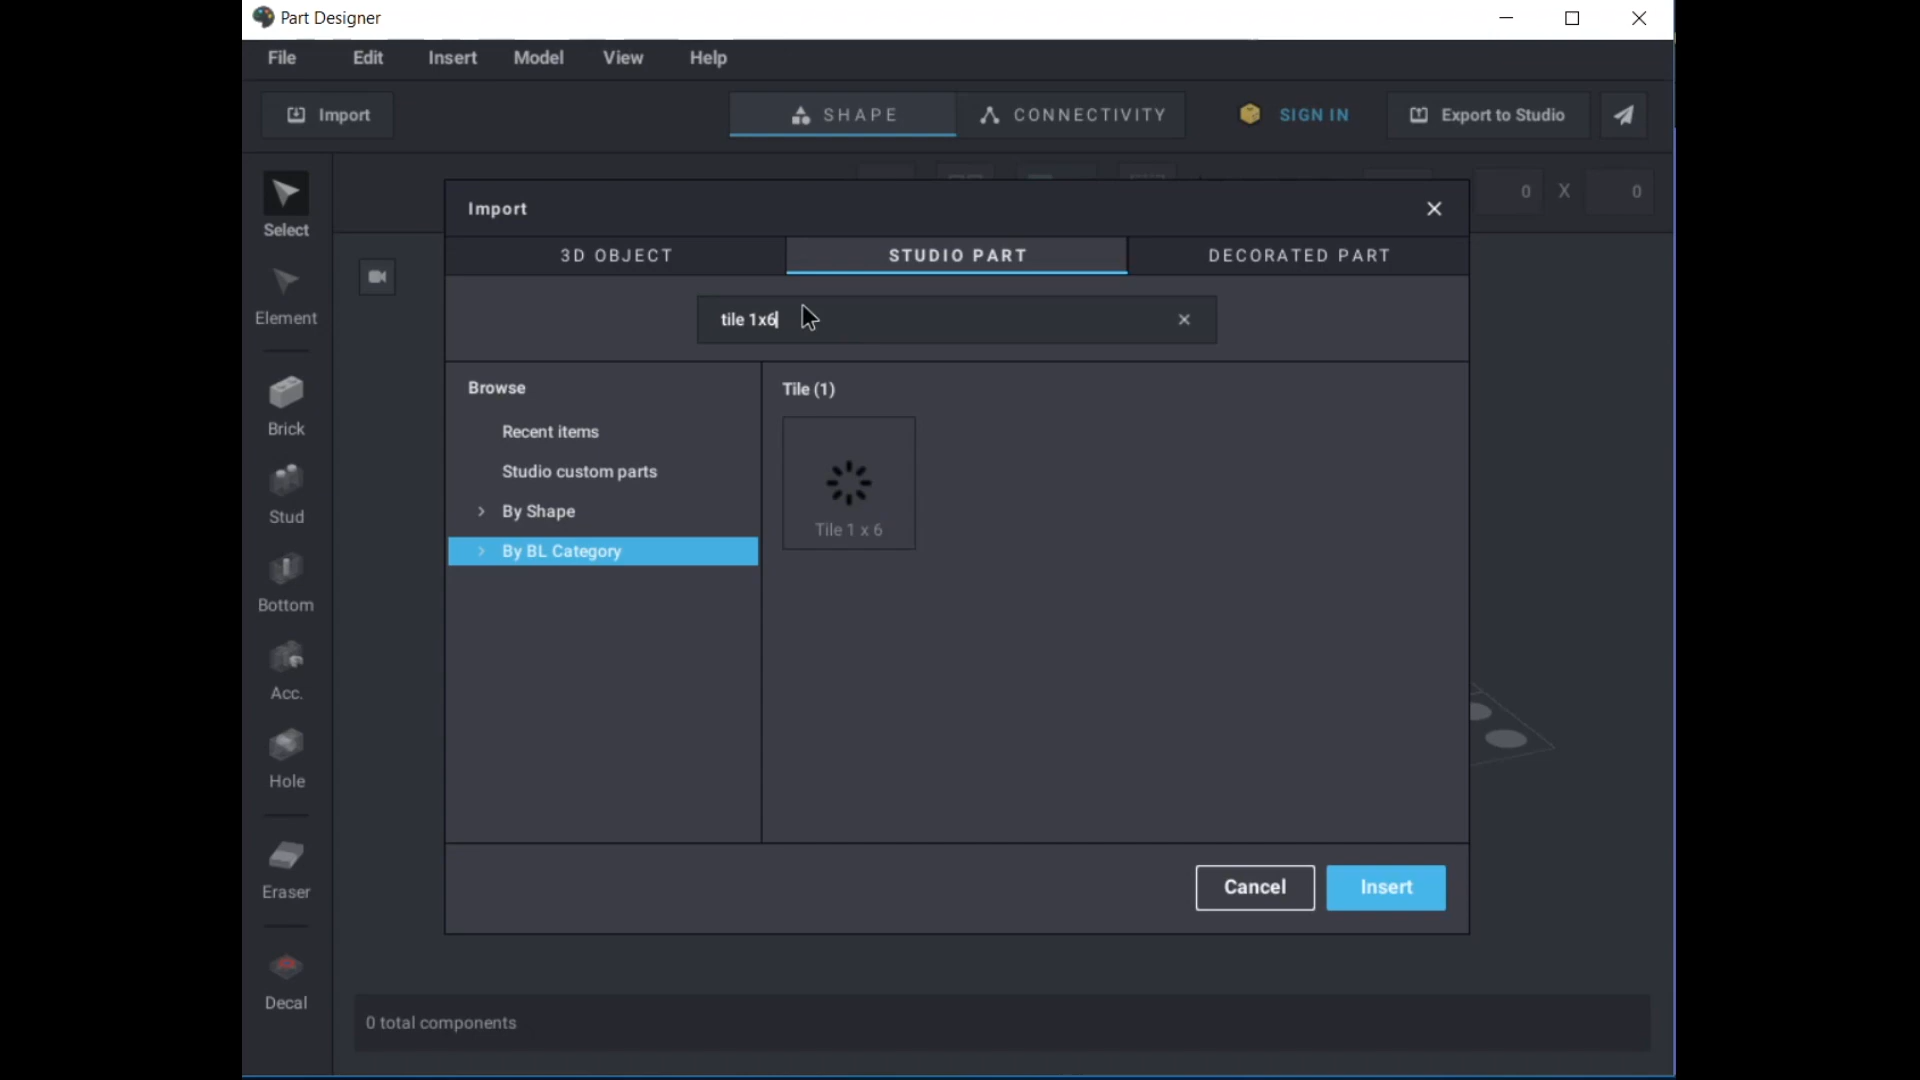 Part Designer
File Edit Insert Model View Help
Import SHAPE CONNECTIVITY SIGN IN Export to Studio
0 X 0
Select
Element
Brick
Stud
Bottom
Acc.
Hole
Eraser
Decal
Import
3D OBJECT STUDIO PART DECORATED PART
tile 1x6
Browse
Recent items
Studio custom parts
By Shape
By BL Category
Tile (1)
Tile 1 x 6
Cancel Insert
0 total components